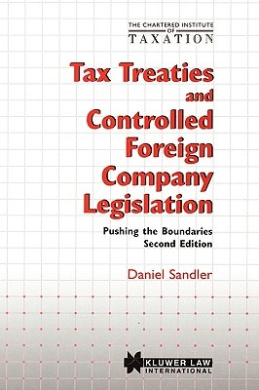 THE CHARTERED INSTITUTE
OF
TAXATION
Tax Treaties
and
Controlled
Foreign
Company
Legislation
Pushing the Boundaries
Second Edition
Daniel Sandler
KLUWER LAW
INTERNATIONAL